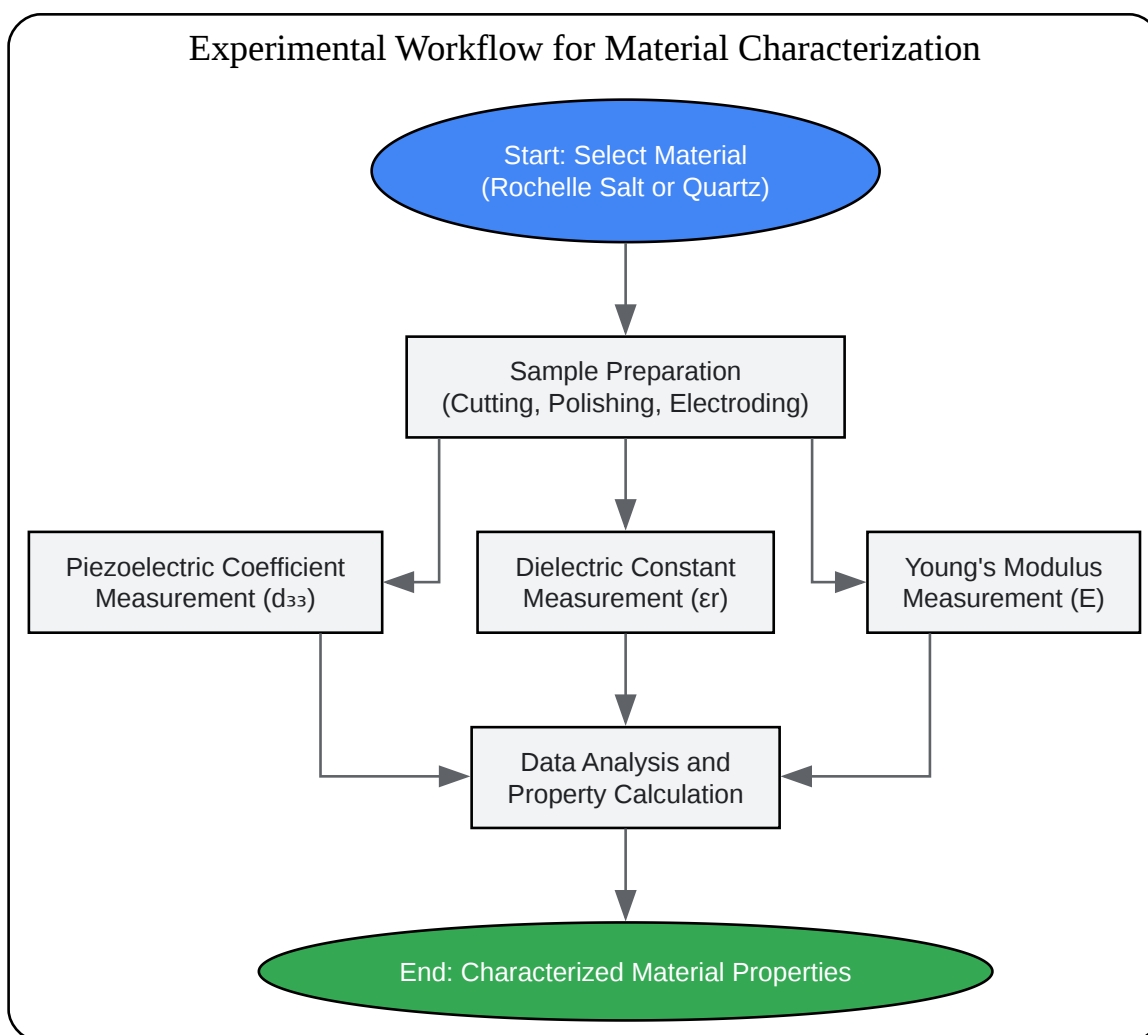 Experimental Workflow for Material Characterization
Start: Select Material
(Rochelle Salt or Quartz)
Sample Preparation
(Cutting, Polishing, Electroding)
Piezoelectric Coefficient
Measurement (d₃₃)
Dielectric Constant
Measurement (εr)
Young's Modulus
Measurement (E)
Data Analysis and
Property Calculation
End: Characterized Material Properties